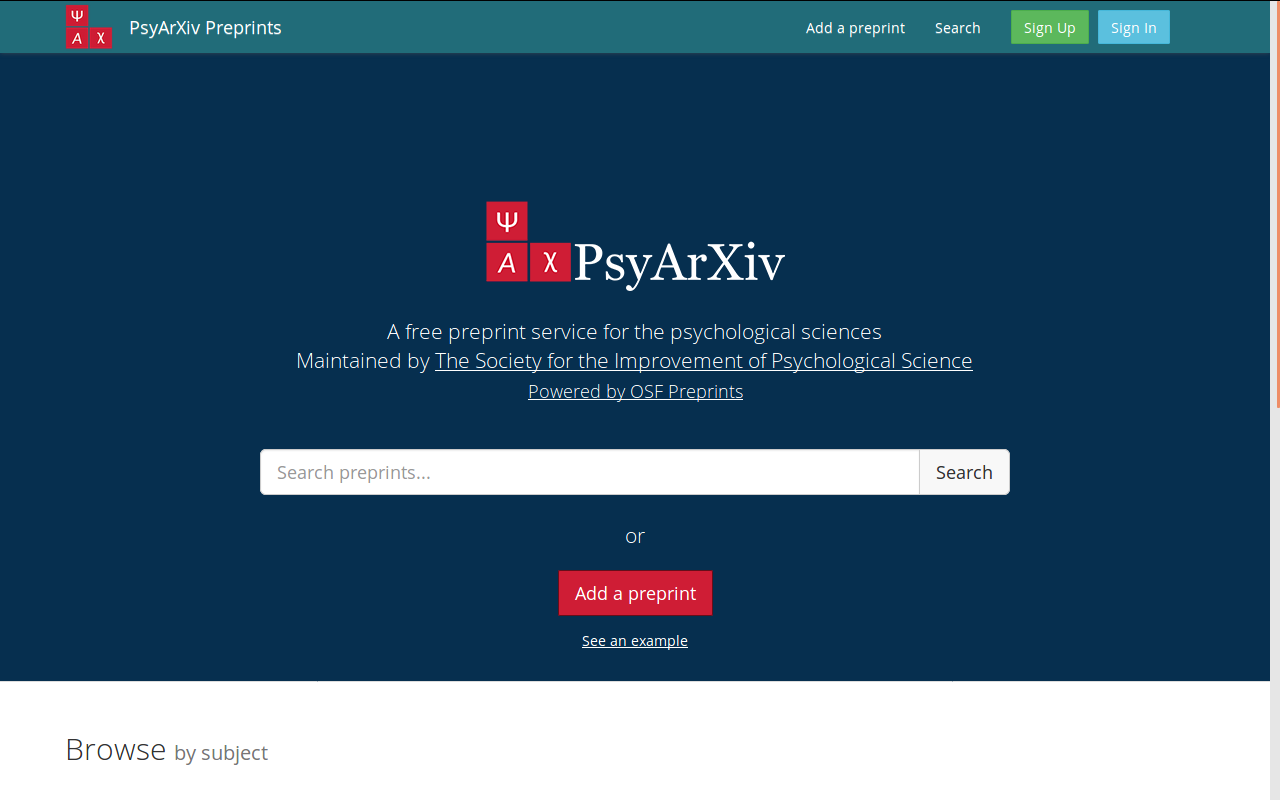 Ψ
A χ
PsyArXiv Preprints
Add a preprint
Search
Sign Up
Sign In
Ψ
A χ PsyArXiv
A free preprint service for the psychological sciences
Maintained by The Society for the Improvement of Psychological Science
Powered by OSF Preprints
Search preprints...
Search
or
Add a preprint
See an example
Browse by subject